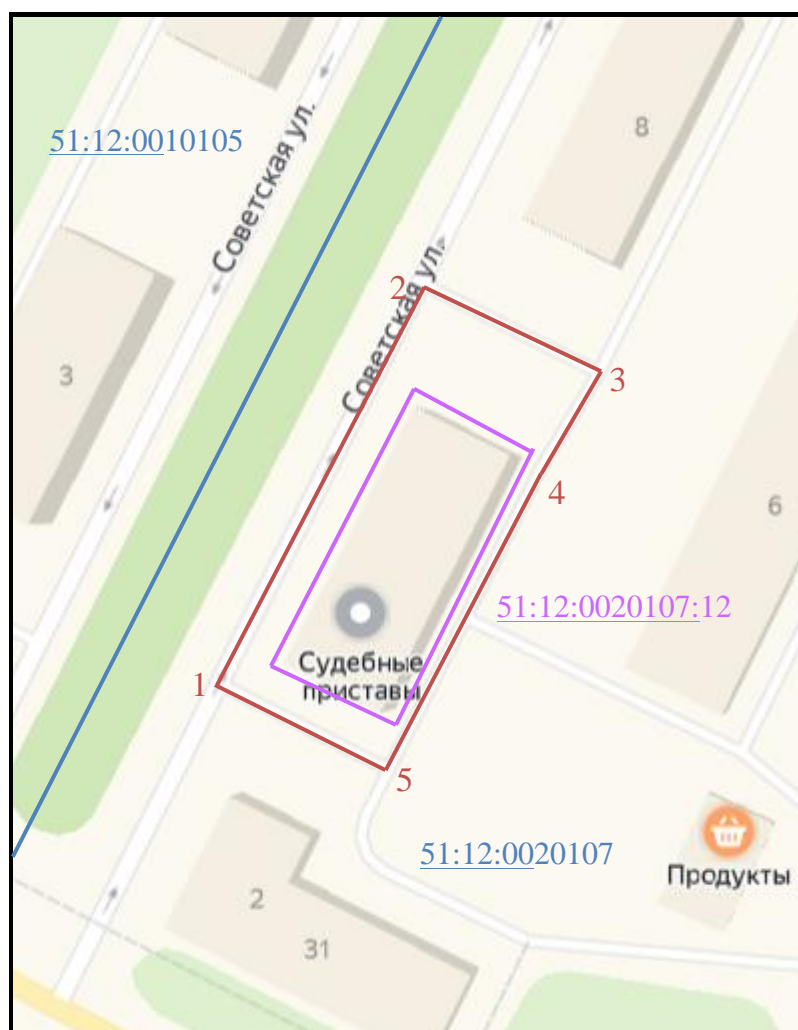 51:12:0010105
Советская ул.
8
2
Советская ул.
3
3
4
6
51:12:0020107:12
Судебные
приставы
1
5
51:12:0020107
Продукты
2
31